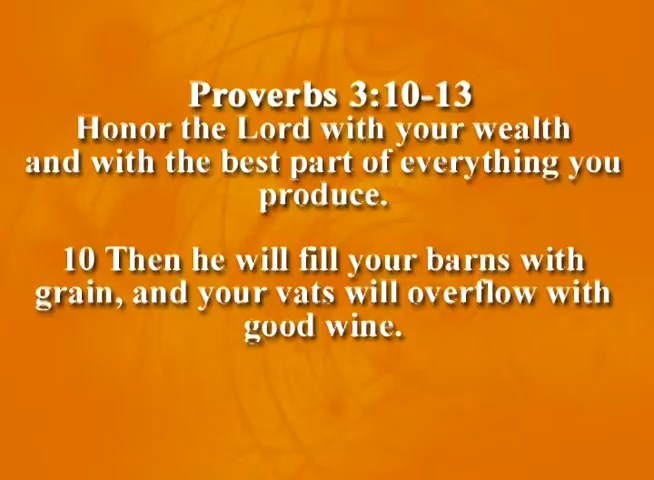 Proverbs 3:10-13
Honor the Lord with your wealth
and with the best part of everything you
produce.
10 Then he will fill your barns with
grain, and your vats will overflow with
good wine.